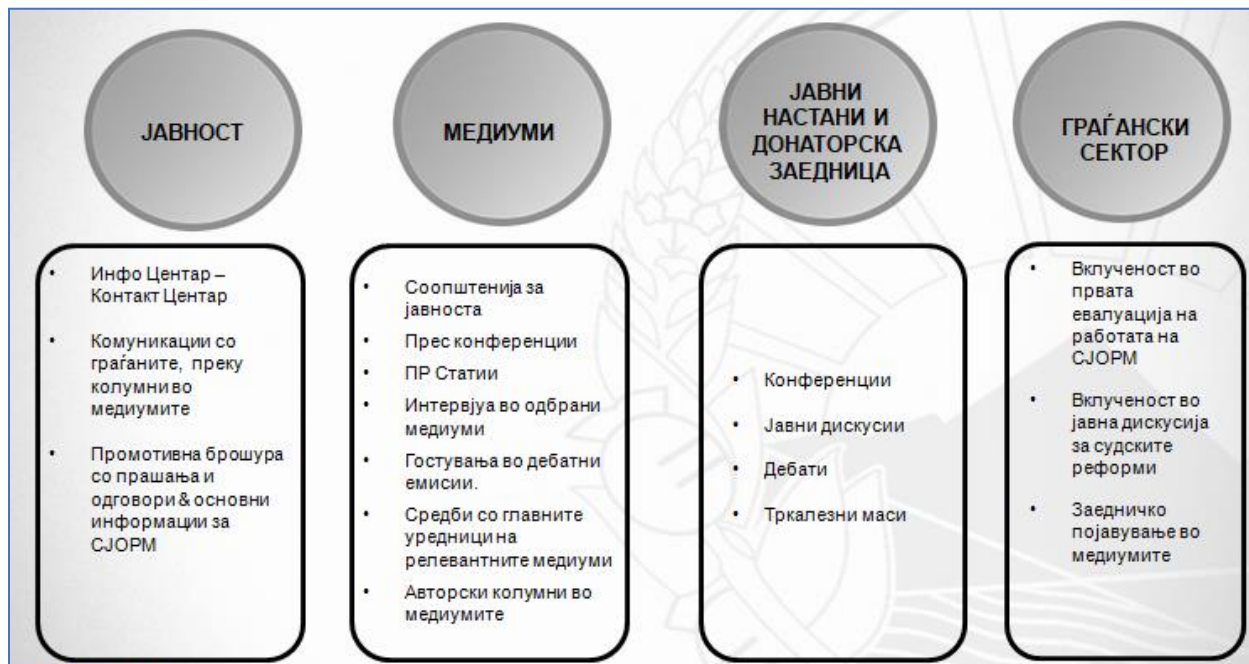 ЈАВНОСТ
• Инфо Центар –
Контакт Центар
• Комуникации со
граѓаните, преку
колумни во
медиумите
• Промотивна брошура
со прашања и
одговори & основни
информации за
СЈОРМ
МЕДИУМИ
• Соопштенија за
јавноста
• Прес конференции
• ПР Статии
• Интервјуа во одбрани
медиуми
• Гостувања во дебатни
емисии.
• Средби со главните
уредници на
релевантните медиуми
• Авторски колумни во
медиумите
ЈАВНИ
НАСТАНИ И
ДОНАТОРСКА
ЗАЕДНИЦА
• Конференции
• Јавни дискусии
• Дебати
• Тркалезни маси
ГРАЃАНСКИ
СЕКТОР
• Вклученост во
првата
евалуација на
работата на
СЈОРМ
• Вклученост во
јавна дискусија
за судските
реформи
• Заедничко
појавување во
медиумите